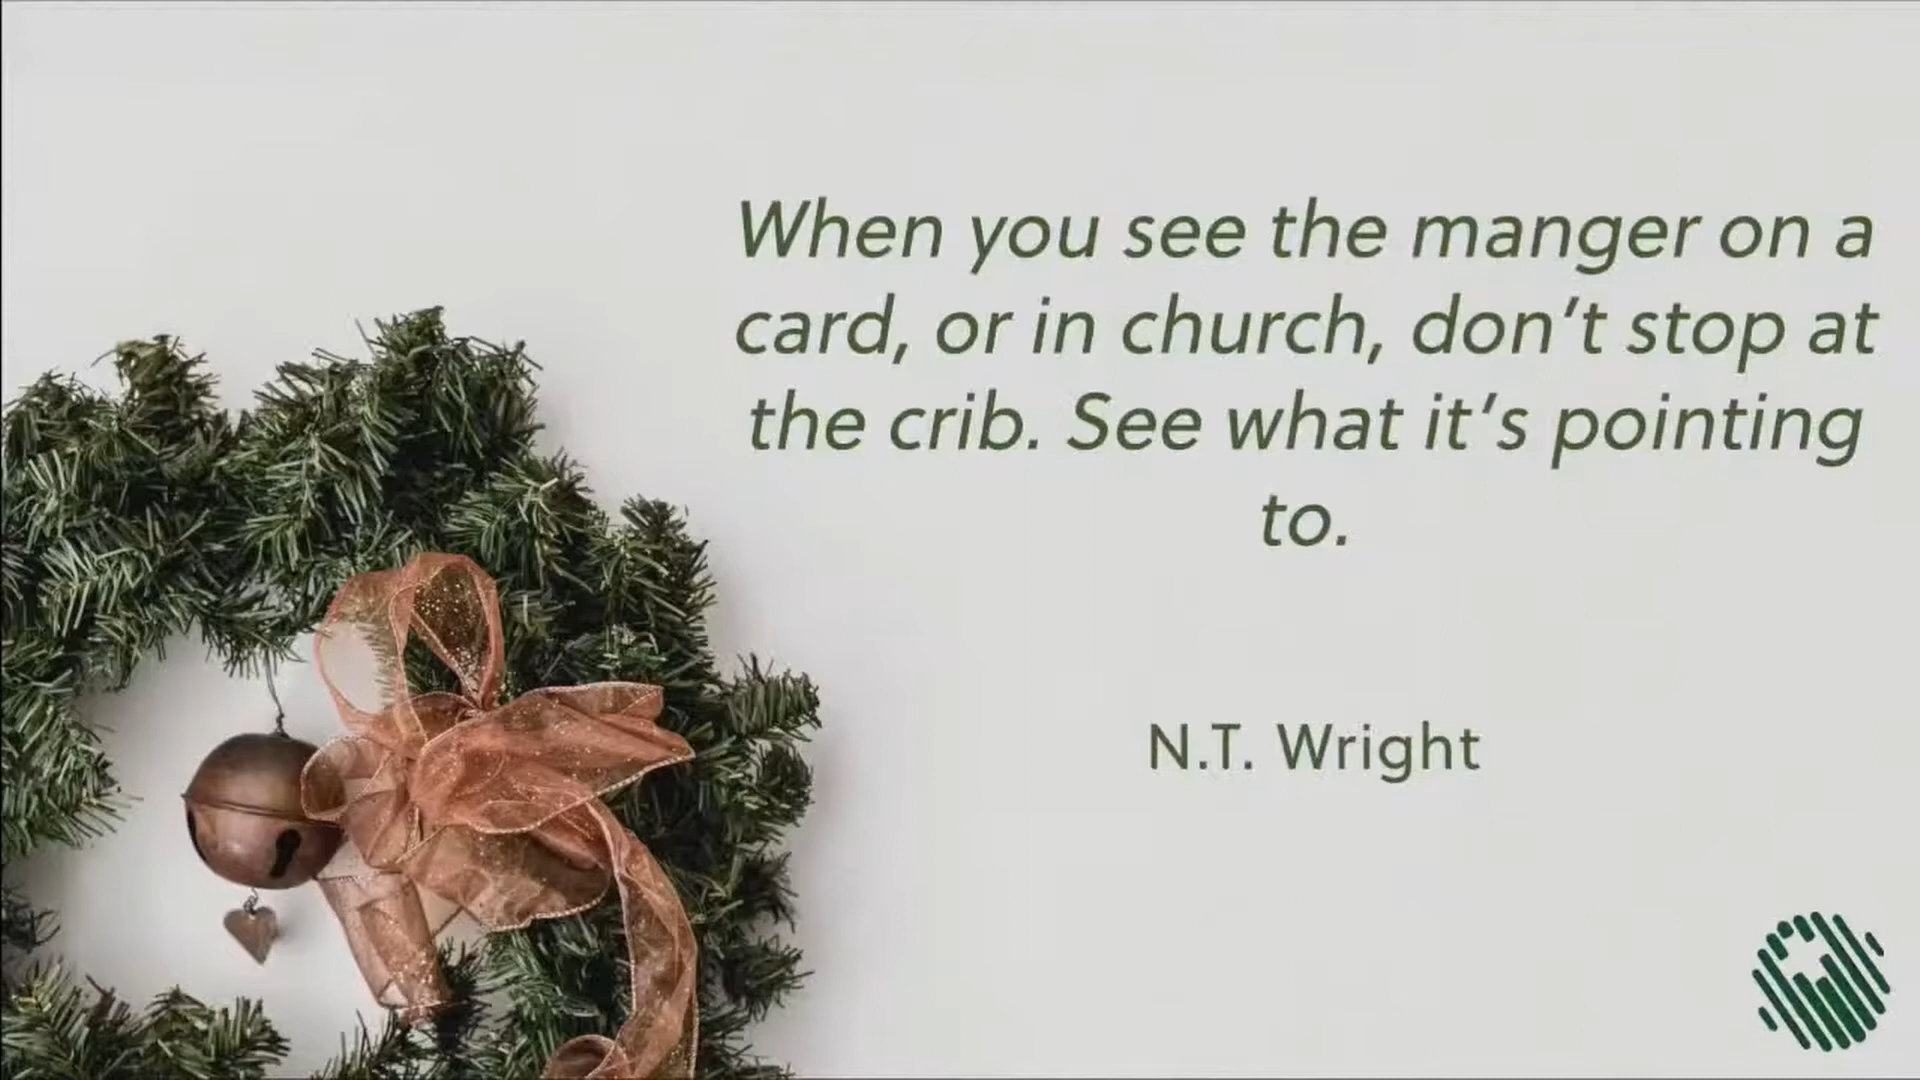 When you see the manger on a
card, or in church, don’t stop at
the crib. See what it’s pointing
to.
N.T. Wright